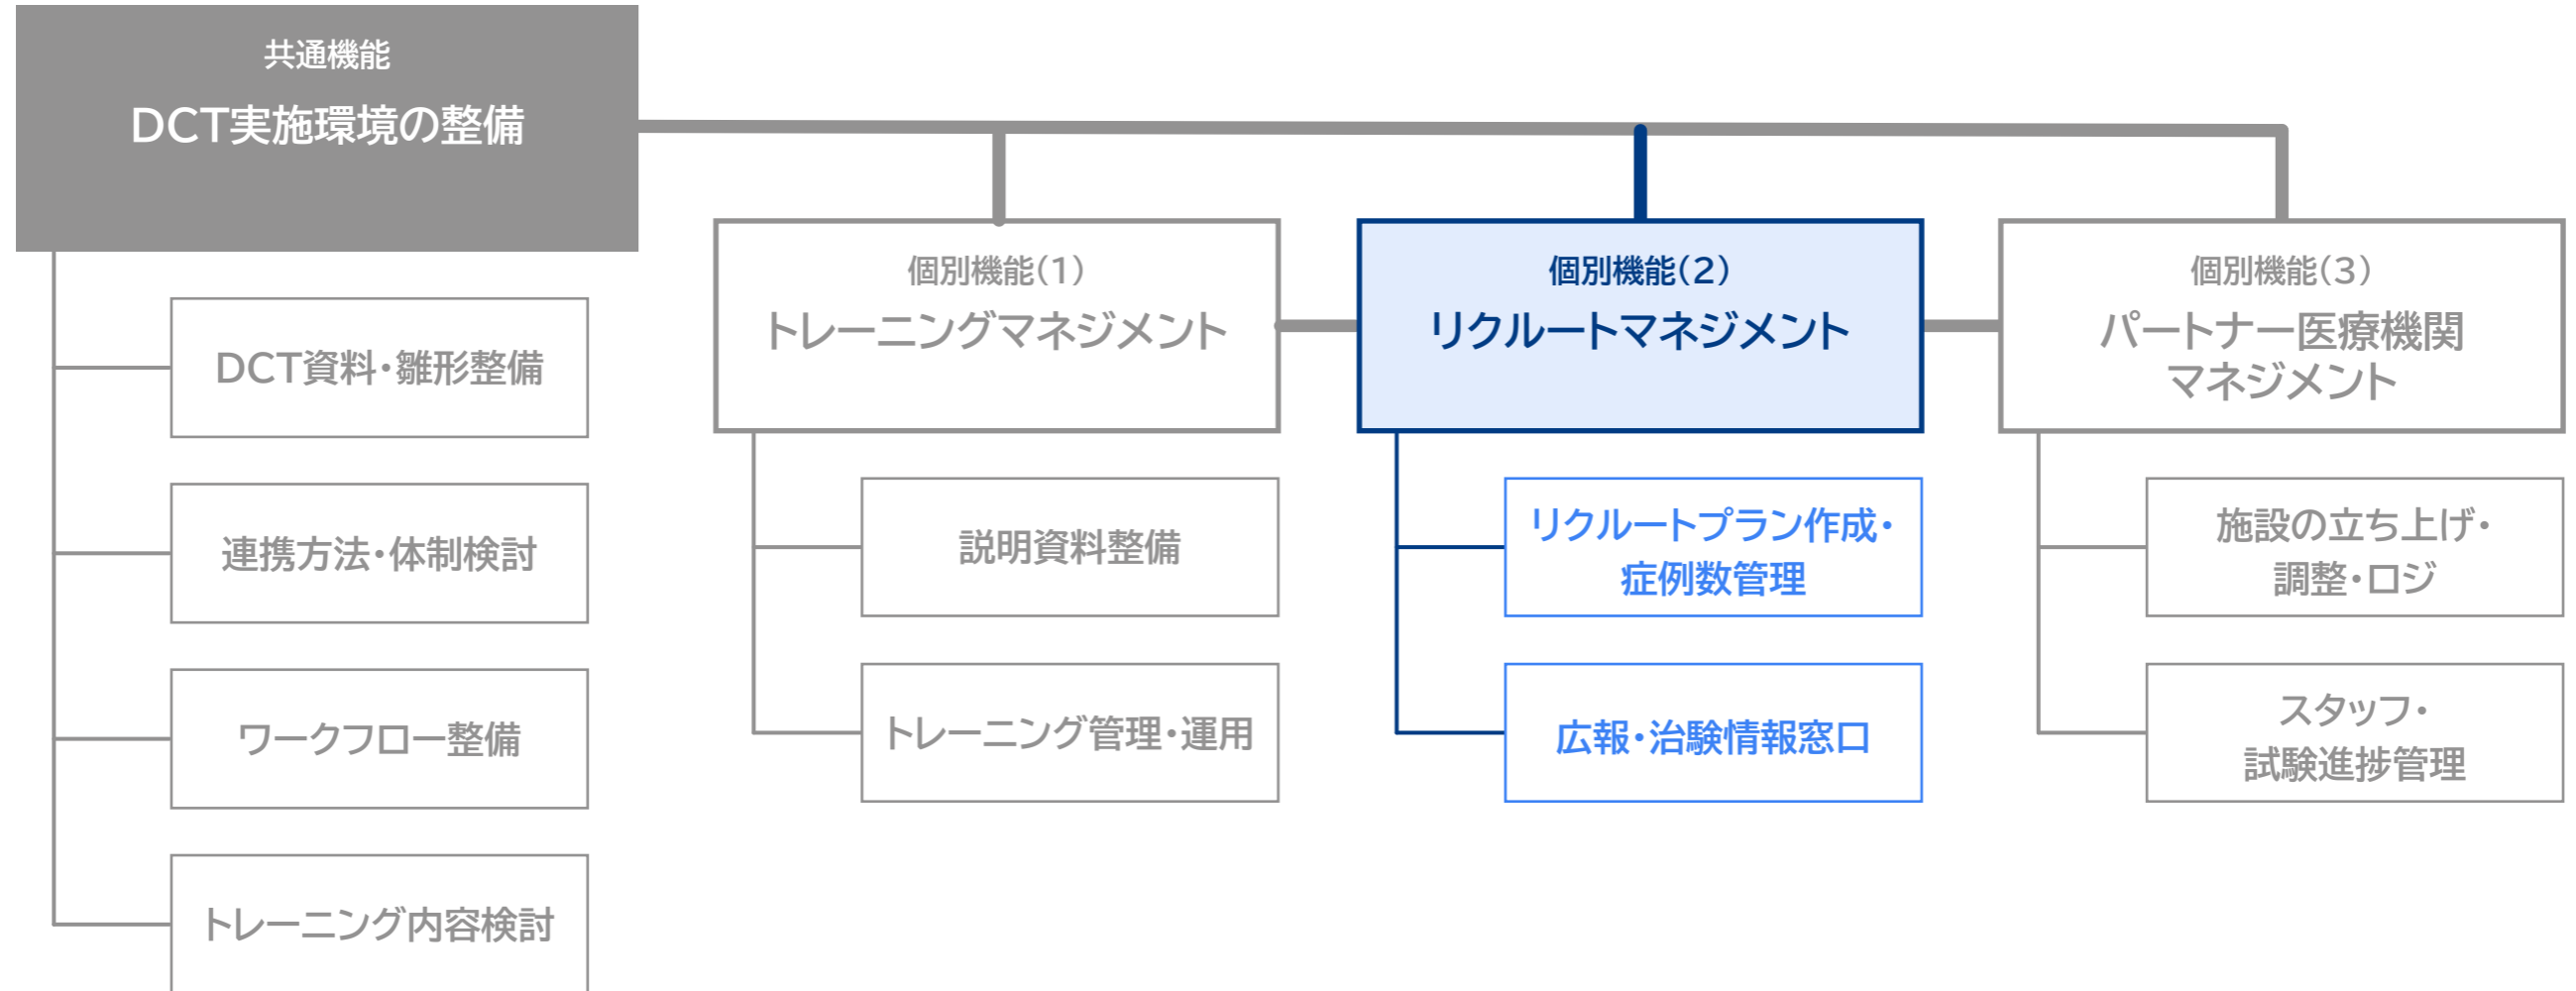 共通機能
DCT実施環境の整備
DCT資料・雛形整備
連携方法・体制検討
ワークフロー整備
トレーニング内容検討
個別機能(1)
トレーニングマネジメント
説明資料整備
トレーニング管理・運用
個別機能(2)
リクルートマネジメント
リクルートプラン作成・
症例数管理
広報・治験情報窓口
個別機能(3)
パートナー医療機関
マネジメント
施設の立ち上げ・
調整・ロジ
スタッフ・
試験進捗管理